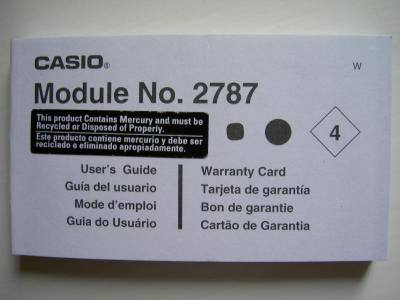 CASIO®
W
Module No. 2787
This product Contains Mercury and must be
Recycled or Disposed of Properly.
Este producto contiene mercurio y debe ser
reciclado o eliminado apropiadamente.
4
User's Guide
Guía del usuario
Mode d'emploi
Guia do Usuário
Warranty Card
Tarjeta de garantía
Bon de garantie
Cartão de Garantia